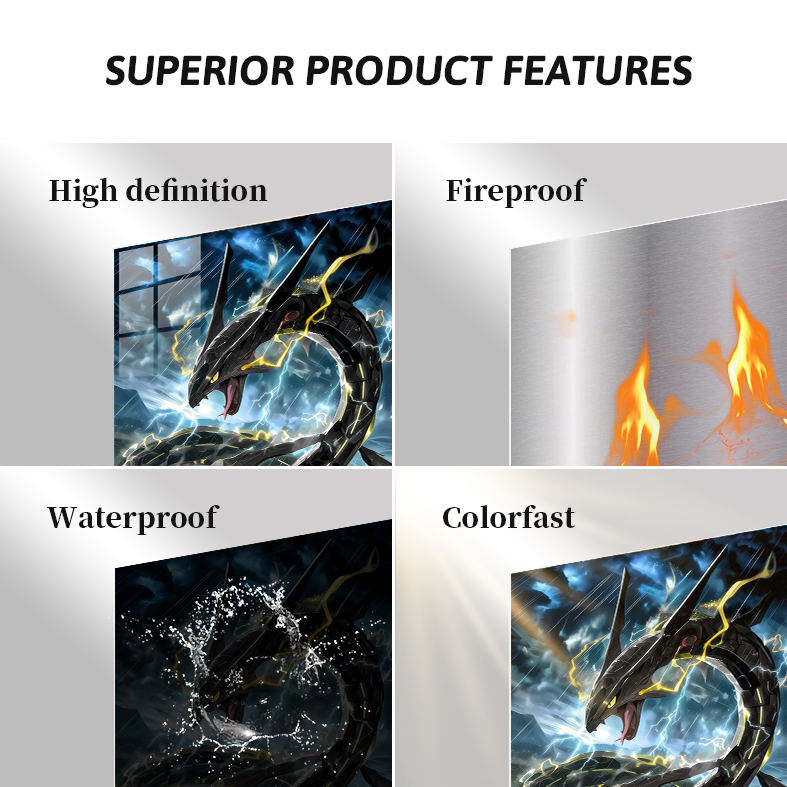 SUPERIOR PRODUCT FEATURES
High definition
Fireproof
Waterproof
Colorfast